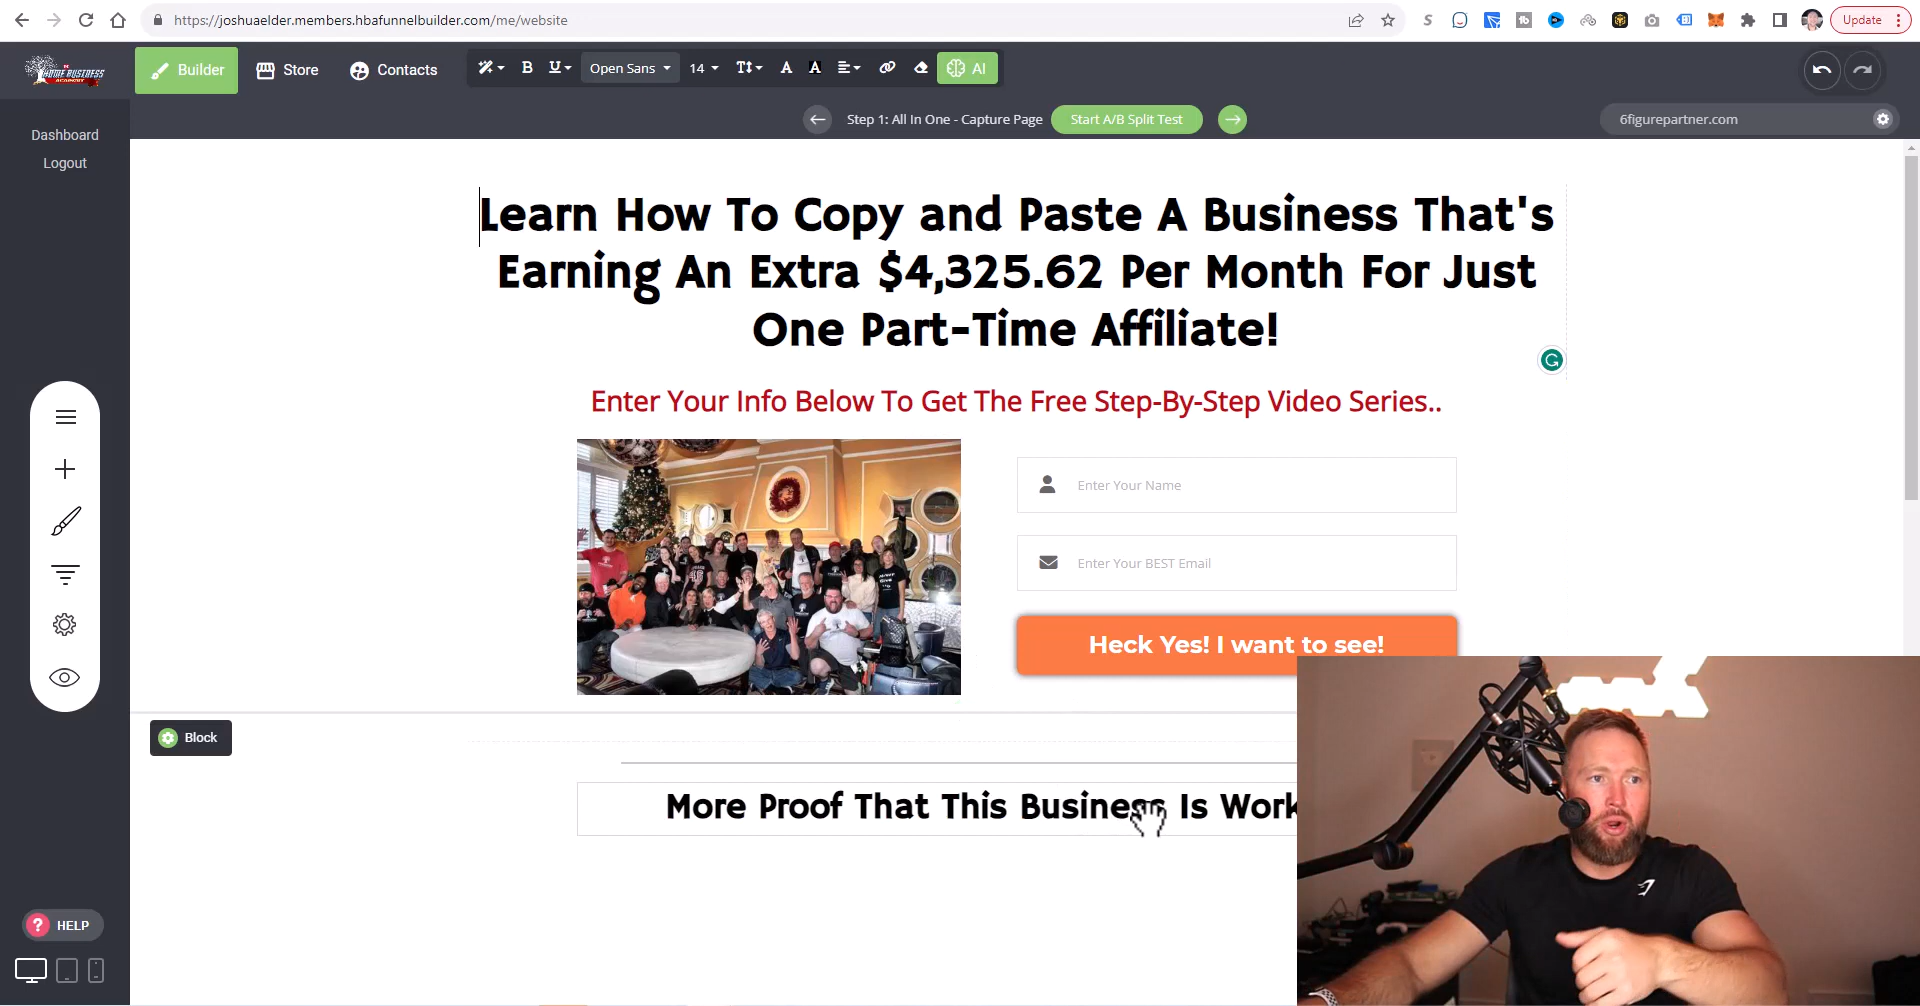 https://joshuaelder.members.hbafunnelbuilder.com/me/website
Update
HOME BUSINESS
ACADEMY
Builder
Store
Contacts
Open Sans
14
AI
Step 1: All In One - Capture Page
Start A/B Split Test
6figurepartner.com
Dashboard
Logout
Learn How To Copy and Paste A Business That's
Earning An Extra $4,325.62 Per Month For Just
One Part-Time Affiliate!
Enter Your Info Below To Get The Free Step-By-Step Video Series..
Enter Your Name
Enter Your BEST Email
Heck Yes! I want to see!
Block
More Proof That This Business Is Work
HELP